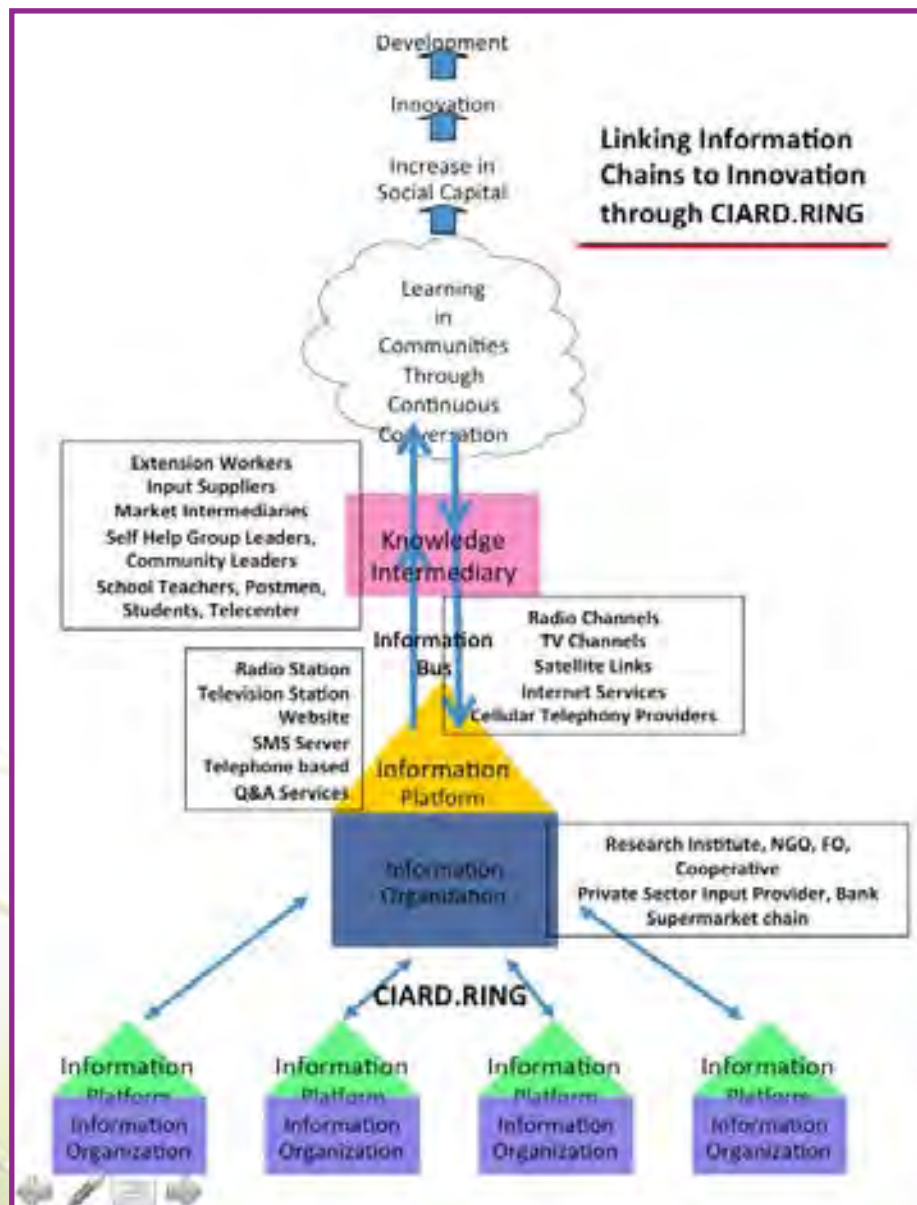 Development
Innovation
Increase in
Social Capital
Linking Information
Chains to Innovation
through CIARD.RING
Learning
in
Communities
Through
Continuous
Conversation
Extension Workers
Input Suppliers
Market Intermediaries
Self Help Group Leaders,
Community Leaders
School Teachers, Postmen,
Students, Telecenter
Knowledge
Intermediary
Information
Bus
Radio Channels
TV Channels
Satellite Links
Internet Services
Cellular Telephony Providers
Radio Station
Television Station
Website
SMS Server
Telephone based
Q&A Services
Information
Platform
Information
Organization
Research Institute, NGO, FO,
Cooperative
Private Sector Input Provider, Bank
Supermarket chain
CIARD.RING
Information
Platform
Information
Organization
Information
Platform
Information
Organization
Information
Platform
Information
Organization
Information
Platform
Information
Organization